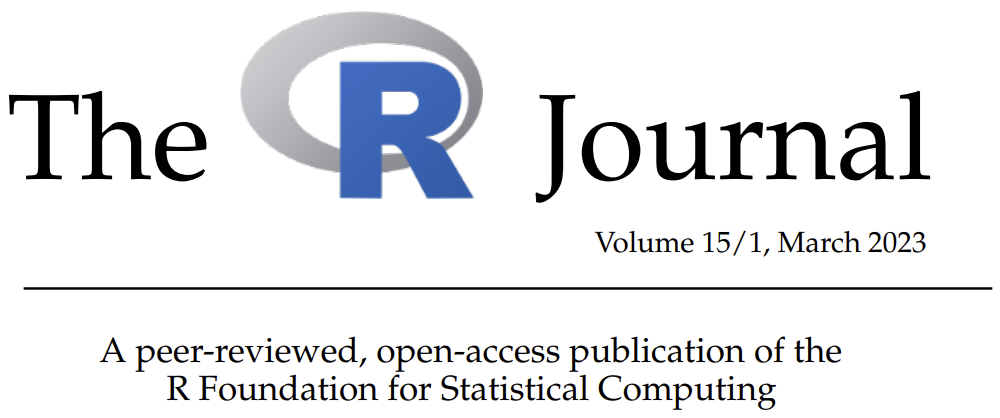 The R Journal
Volume 15/1, March 2023
A peer-reviewed, open-access publication of the
R Foundation for Statistical Computing